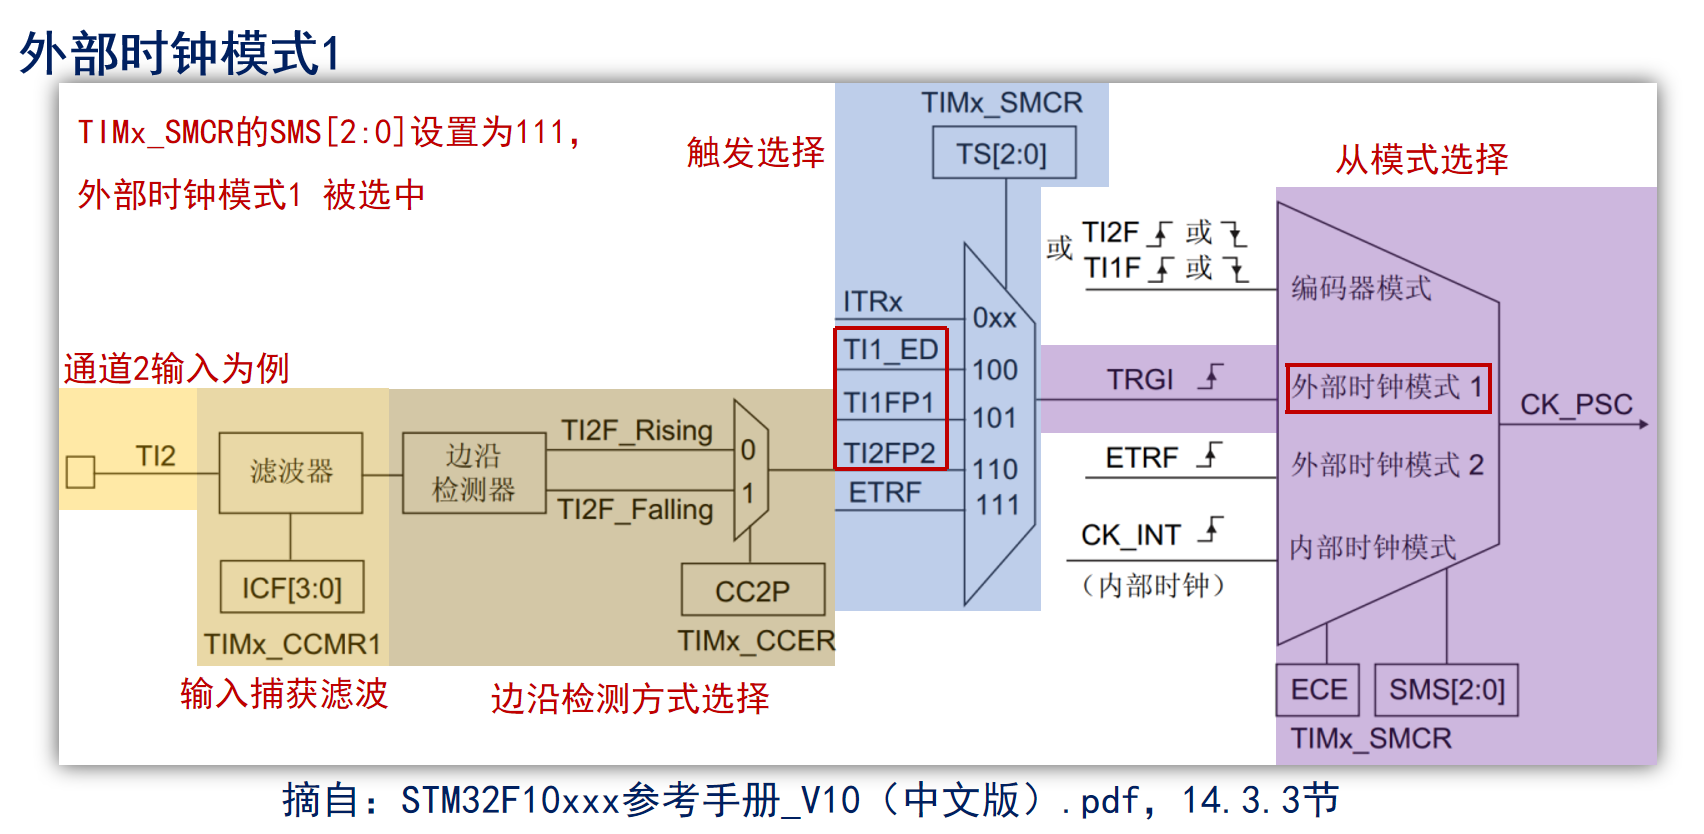 外部时钟模式1
TIMx_SMCR的SMS[2:0]设置为111，
外部时钟模式1 被选中
触发选择
TIMx_SMCR
TS[2:0]
从模式选择
或
TI2F 或
TI1F 或
编码器模式
ITRx
0xx
TI1_ED
100
TI1FP1
101
TI2FP2
110
ETRF
111
TRGI
外部时钟模式 1
CK_PSC
ETRF
外部时钟模式 2
CK_INT
（内部时钟）
内部时钟模式
通道2输入为例
TI2
滤波器
边沿
检测器
TI2F_Rising
0
1
TI2F_Falling
ICF[3:0]
TIMx_CCMR1
CC2P
TIMx_CCER
输入捕获滤波
边沿检测方式选择
ECE
SMS[2:0]
TIMx_SMCR
摘自：STM32F10xxx参考手册_V10（中文版）.pdf，14.3.3节